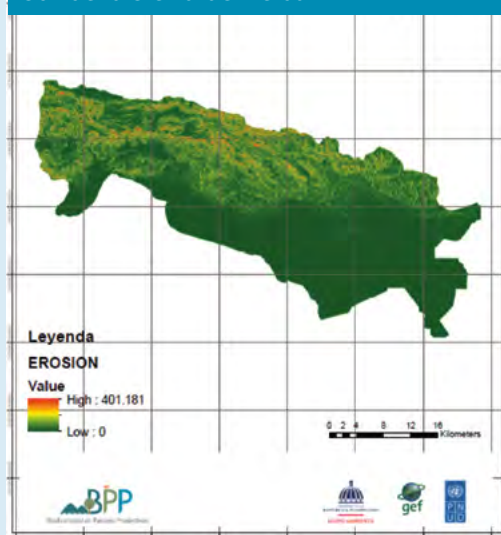 Leyenda
EROSION
Value
High : 401.181
Low : 0
0 2 4 8 12 16
Kilometers
BPP
gef
P N
U D